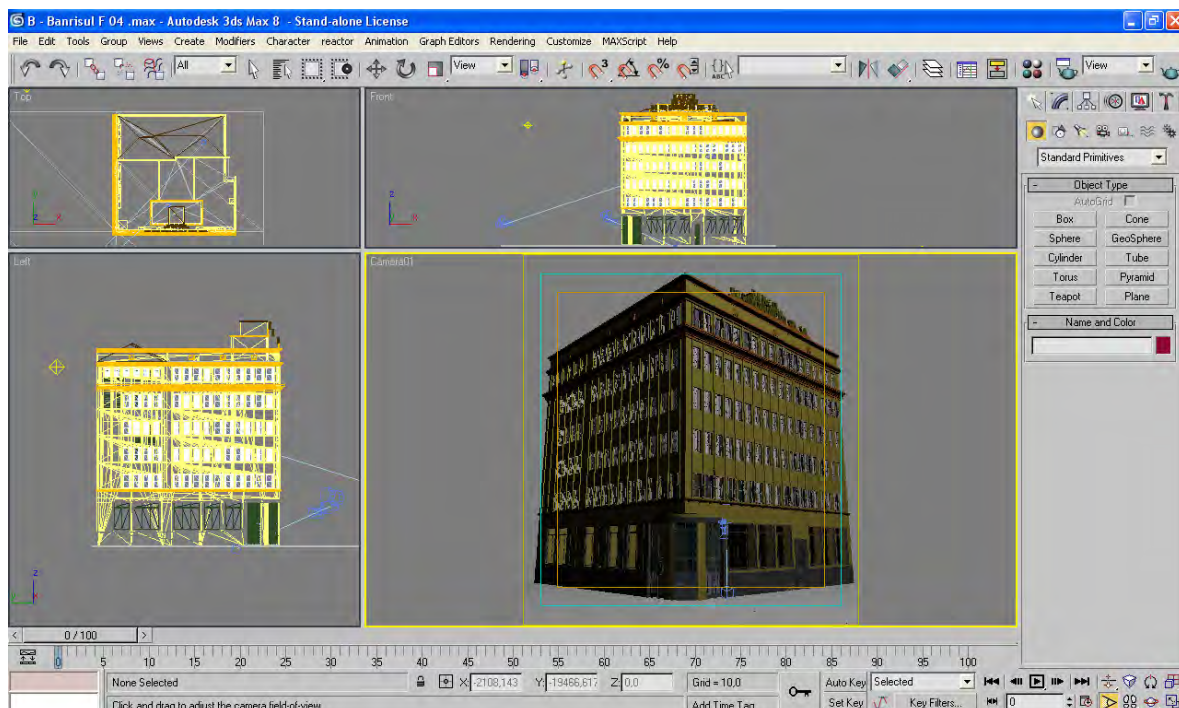 B - Banrisul F 04 .max - Autodesk 3ds Max 8 - Stand-alone License
File Edit Tools Group Views Create Modifiers Character reactor Animation Graph Editors Rendering Customize MAXScript Help
All View View
Top
Front
Left
Camera01
Standard Primitives
- Object Type
AutoGrid
Box Cone
Sphere GeoSphere
Cylinder Tube
Torus Pyramid
Teapot Plane
- Name and Color
< 0 / 100 >
0 5 10 15 20 25 30 35 40 45 50 55 60 65 70 75 80 85 90 95 100
None Selected X: -2108,143 Y: -19466,617 Z: 0,0 Grid = 10,0 Auto Key Selected
Click and drag to adjust the camera field-of-view Add Time Tag Set Key Key Filters... 0